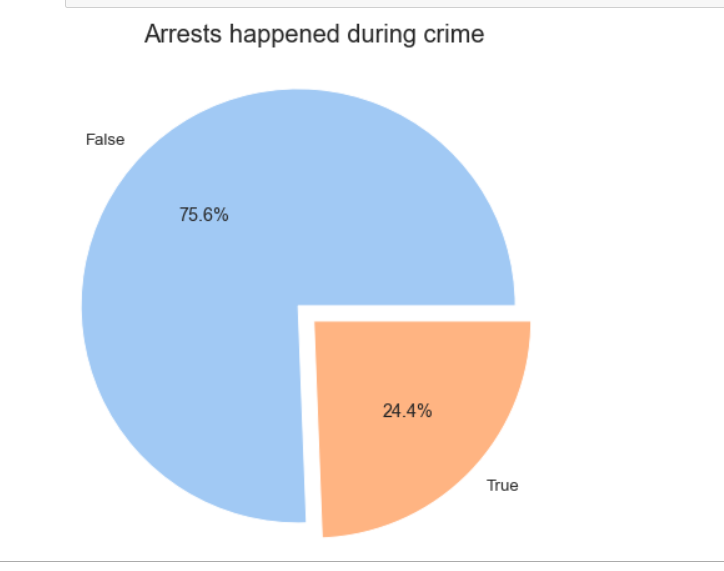 Arrests happened during crime
False
75.6%
24.4%
True